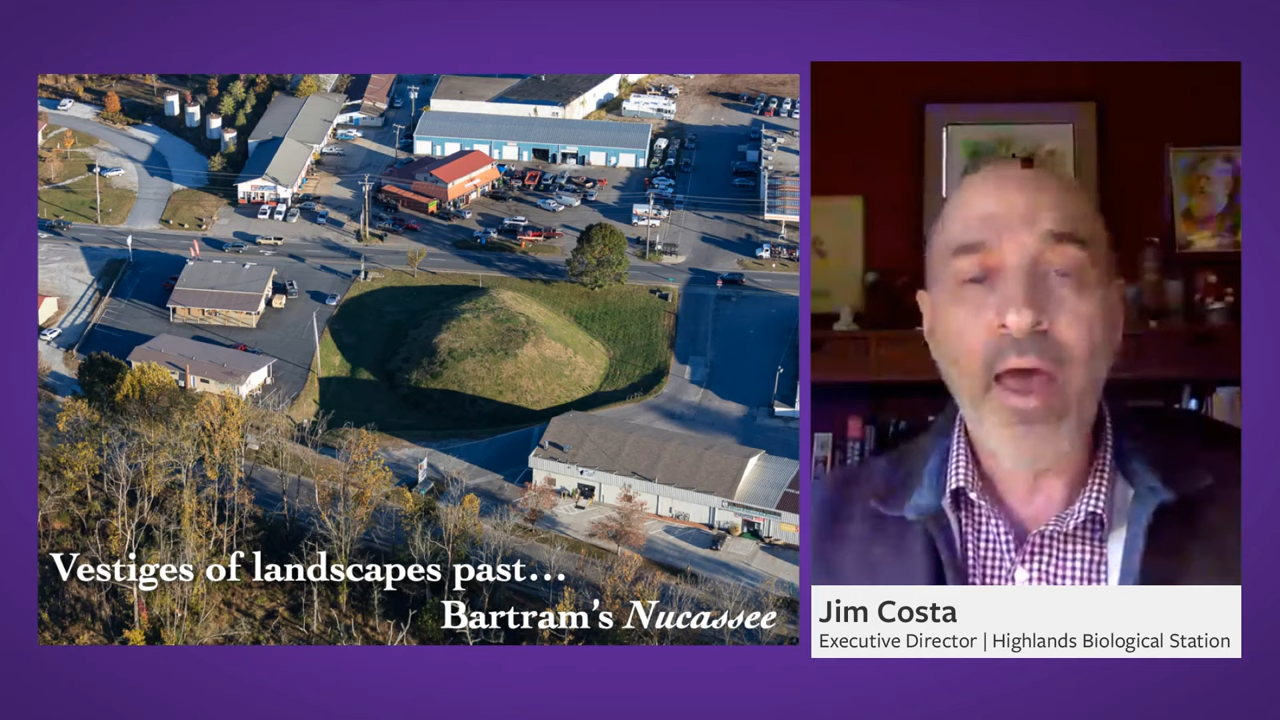 Vestiges of landscapes past…
Bartram's Nucassee
Jim Costa
Executive Director | Highlands Biological Station